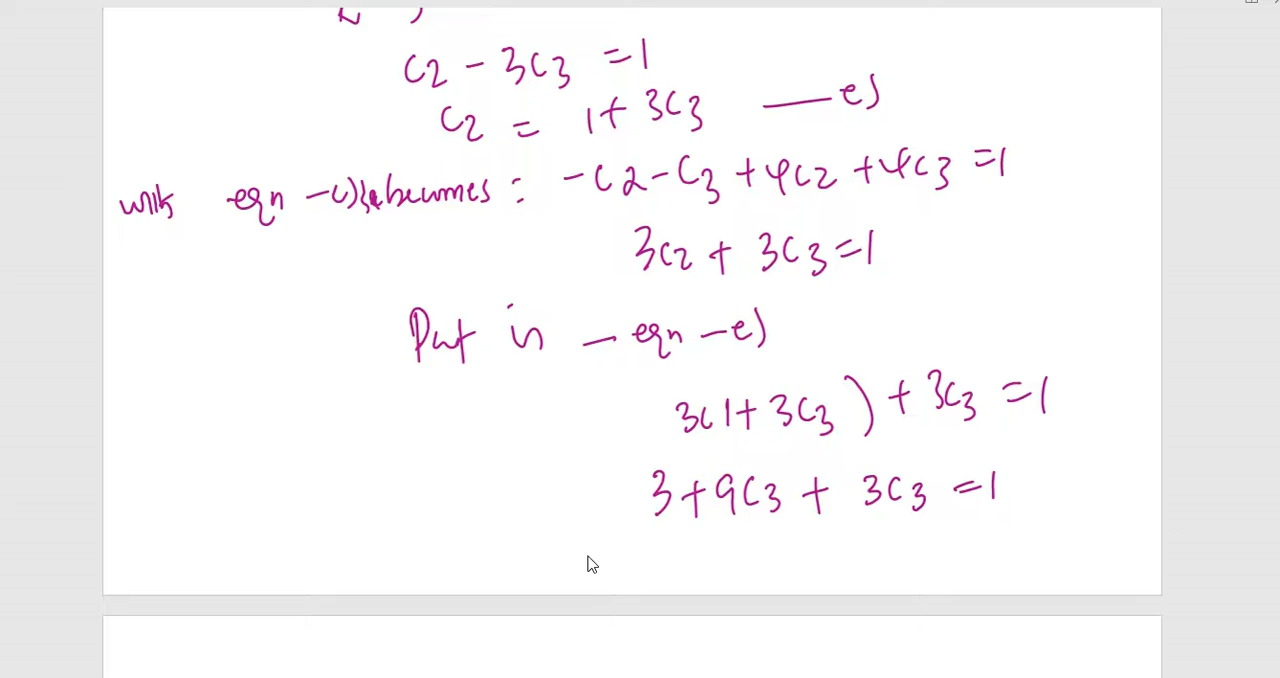 c2 - 3c3 = 1
c2 = 1 + 3c3 — e)
eqn - c) becomes : -c2 - c3 + 4c2 + 4c3 = 1
3c2 + 3c3 = 1
Put in - eqn - e)
3(1 + 3c3) + 3c3 = 1
3 + 9c3 + 3c3 = 1